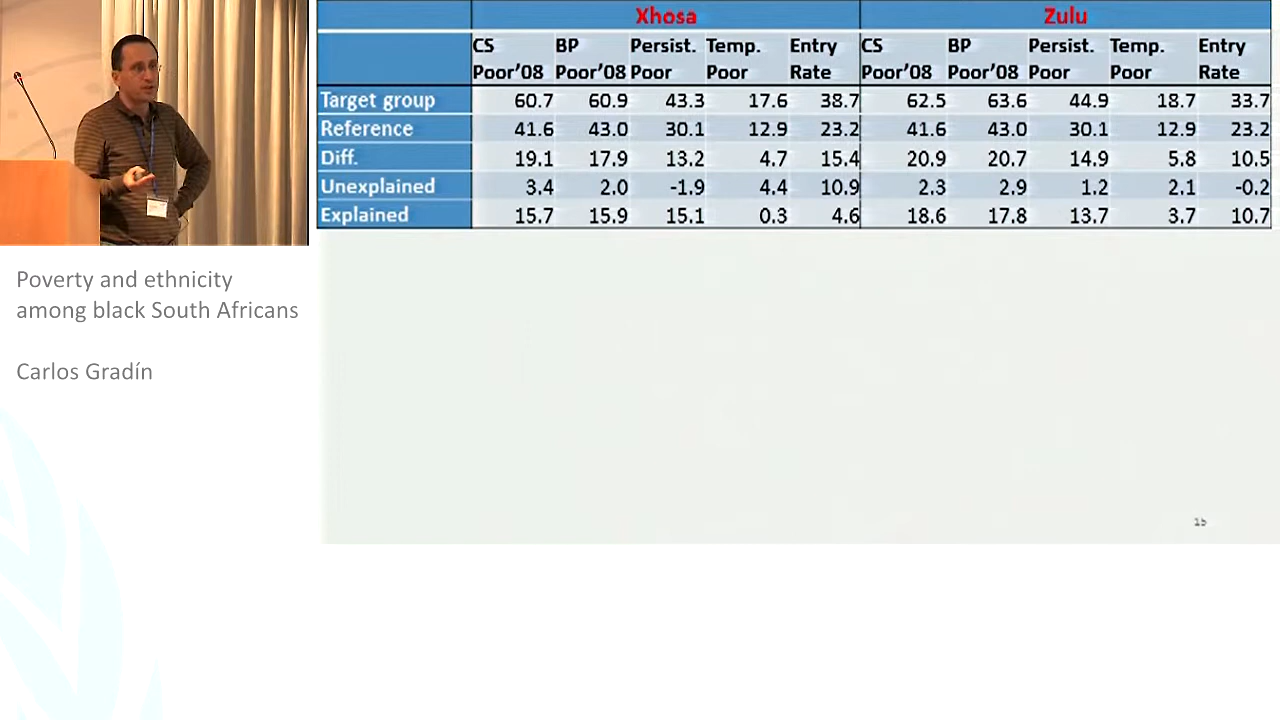 Xhosa Zulu
CS BP Persist. Temp. Entry CS BP Persist. Temp. Entry
Poor'08 Poor'08 Poor Poor Rate Poor'08 Poor'08 Poor Poor Rate
Target group 60.7 60.9 43.3 17.6 38.7 62.5 63.6 44.9 18.7 33.7
Reference 41.6 43.0 30.1 12.9 23.2 41.6 43.0 30.1 12.9 23.2
Diff. 19.1 17.9 13.2 4.7 15.4 20.9 20.7 14.9 5.8 10.5
Unexplained 3.4 2.0 -1.9 4.4 10.9 2.3 2.9 1.2 2.1 -0.2
Explained 15.7 15.9 15.1 0.3 4.6 18.6 17.8 13.7 3.7 10.7
Poverty and ethnicity
among black South Africans
Carlos Gradín
15